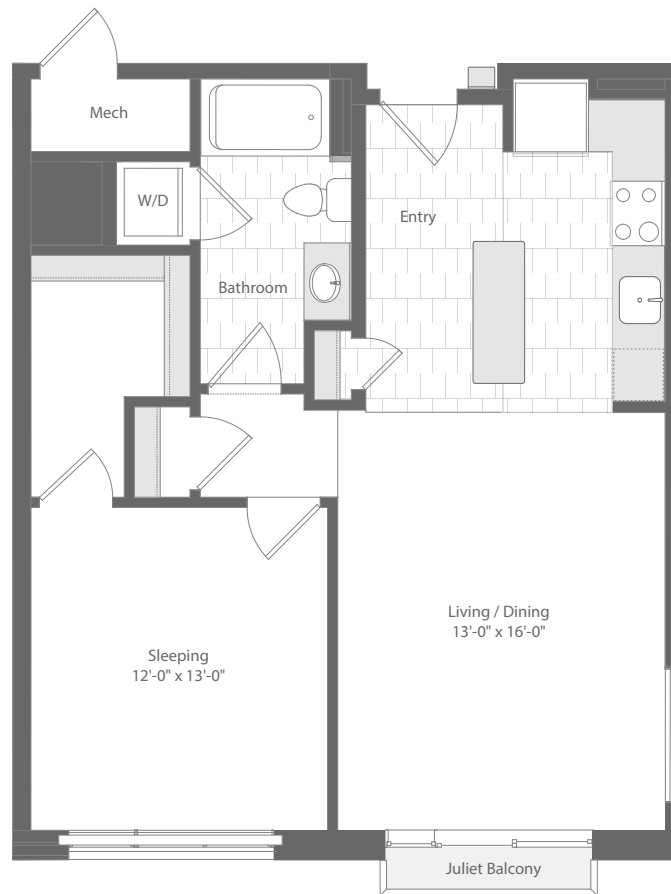 Mech
W/D
Entry
Bathroom
Living / Dining
13'-0" x 16'-0"
Sleeping
12'-0" x 13'-0"
Juliet Balcony